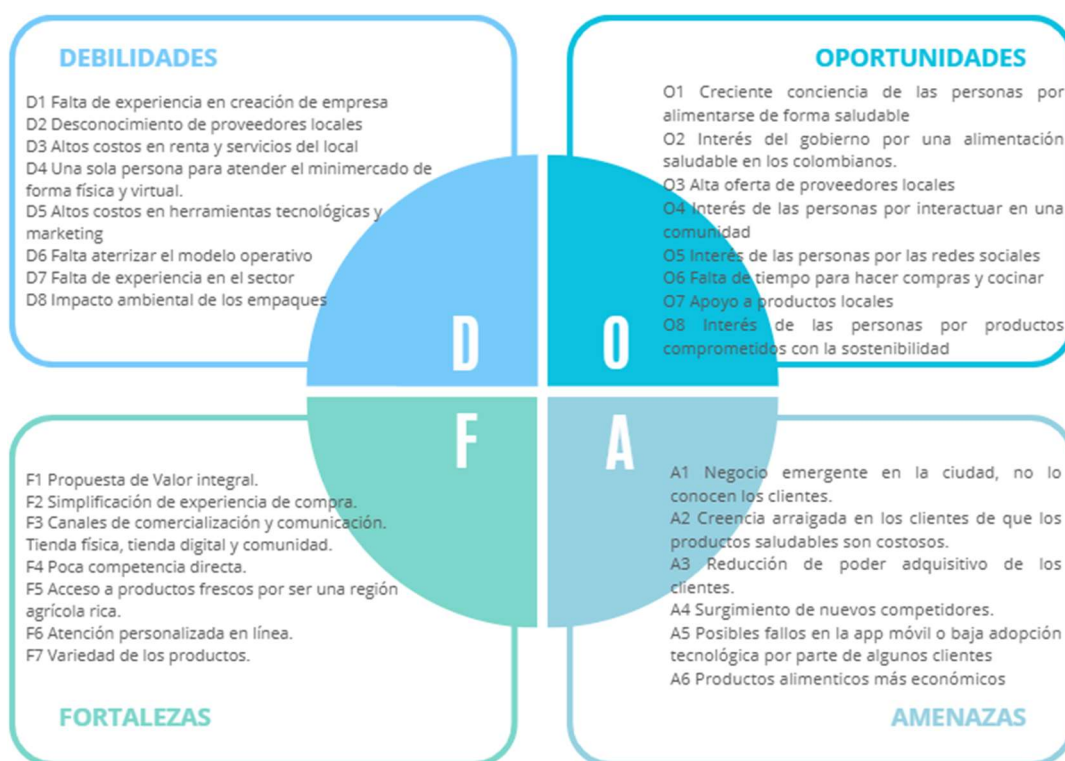 DEBILIDADES
D1 Falta de experiencia en creación de empresa
D2 Desconocimiento de proveedores locales
D3 Altos costos en renta y servicios del local
D4 Una sola persona para atender el minimercado de
forma física y virtual.
D5 Altos costos en herramientas tecnológicas y
marketing
D6 Falta aterrizar el modelo operativo
D7 Falta de experiencia en el sector
D8 Impacto ambiental de los empaques
OPORTUNIDADES
O1 Creciente conciencia de las personas por
alimentarse de forma saludable
O2 Interés del gobierno por una alimentación
saludable en los colombianos.
O3 Alta oferta de proveedores locales
O4 Interés de las personas por interactuar en una
comunidad
O5 Interés de las personas por las redes sociales
O6 Falta de tiempo para hacer compras y cocinar
O7 Apoyo a productos locales
O8 Interés de las personas por productos
comprometidos con la sostenibilidad
D
O
F
A
F1 Propuesta de Valor integral.
F2 Simplificación de experiencia de compra.
F3 Canales de comercialización y comunicación.
Tienda física, tienda digital y comunidad.
F4 Poca competencia directa.
F5 Acceso a productos frescos por ser una región
agrícola rica.
F6 Atención personalizada en línea.
F7 Variedad de los productos.
FORTALEZAS
A1 Negocio emergente en la ciudad, no lo
conocen los clientes.
A2 Creencia arraigada en los clientes de que los
productos saludables son costosos.
A3 Reducción de poder adquisitivo de los
clientes.
A4 Surgimiento de nuevos competidores.
A5 Posibles fallos en la app móvil o baja adopción
tecnológica por parte de algunos clientes
A6 Productos alimenticos más económicos
AMENAZAS